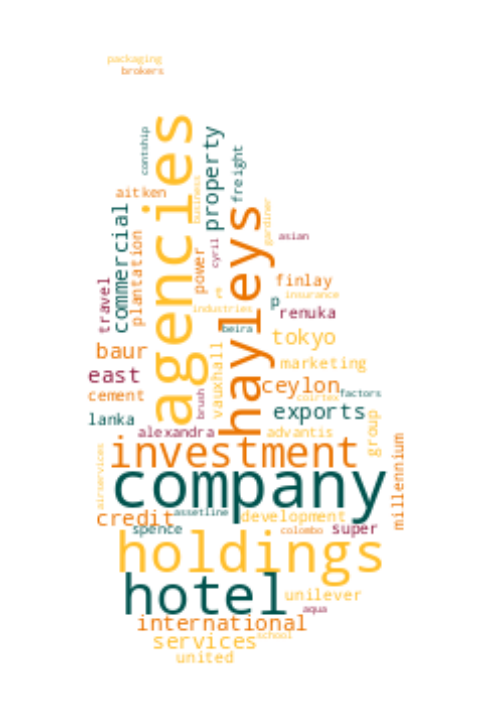 packaging
brokers
contship
agencies
property
freight
aitken
business
commercial
plantation
hayleys
gardiner
asian
cyril
power
travel
finlay
insurance
p
renuka
industries
beira
tokyo
vauxhall
baur
marketing
east
ceylon
cement
brush
factors
exports
lanka
group
alexandra
advantis
investment
millennium
airservices
company
credit
assetline
development
spence
colombo
super
holdings
hotel
unilever
aqua
international
services
school
united